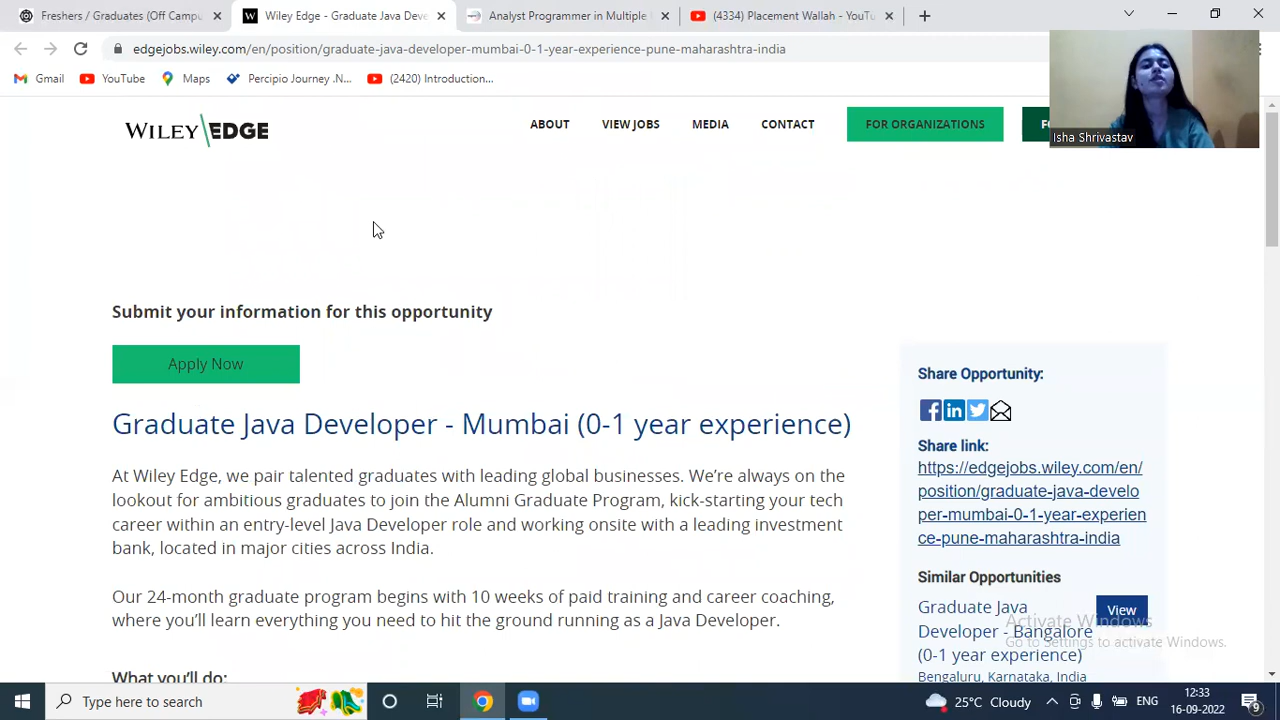 Freshers / Graduates (Off Campu
Wiley Edge - Graduate Java Deve
Analyst Programmer in Multiple
(4334) Placement Wallah - YouTu
edgejobs.wiley.com/en/position/graduate-java-developer-mumbai-0-1-year-experience-pune-maharashtra-india
Gmail
YouTube
Maps
Percipio Journey .N...
(2420) Introduction...
WILEY EDGE
ABOUT
VIEW JOBS
MEDIA
CONTACT
FOR ORGANIZATIONS
Isha Shrivastav
Submit your information for this opportunity
Apply Now
Graduate Java Developer - Mumbai (0-1 year experience)
At Wiley Edge, we pair talented graduates with leading global businesses. We're always on the
lookout for ambitious graduates to join the Alumni Graduate Program, kick-starting your tech
career within an entry-level Java Developer role and working onsite with a leading investment
bank, located in major cities across India.
Our 24-month graduate program begins with 10 weeks of paid training and career coaching,
where you'll learn everything you need to hit the ground running as a Java Developer.
What you'll do:
Share Opportunity:
Share link:
https://edgejobs.wiley.com/en/
position/graduate-java-develo
per-mumbai-0-1-year-experien
ce-pune-maharashtra-india
Similar Opportunities
Graduate Java
Developer - Bangalore
(0-1 year experience)
Bengaluru, Karnataka, India
View
Activate Windows
Go to Settings to activate Windows.
Type here to search
25°C Cloudy
ENG
12:33
16-09-2022
9